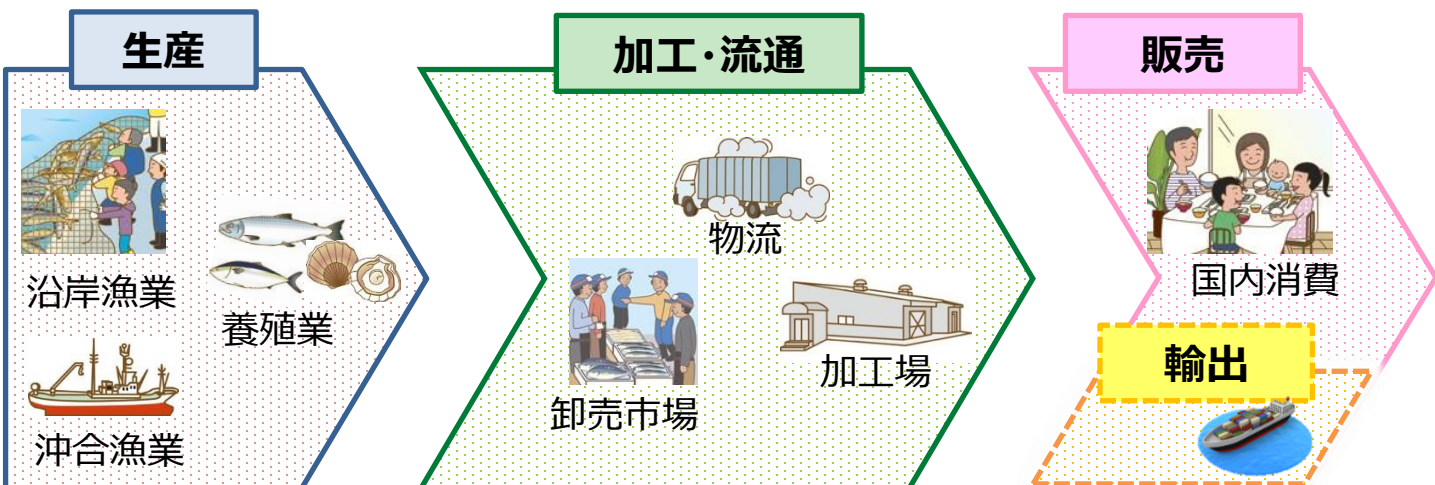 生産
沿岸漁業
養殖業
沖合漁業
加工･流通
物流
卸売市場
加工場
販売
国内消費
輸出